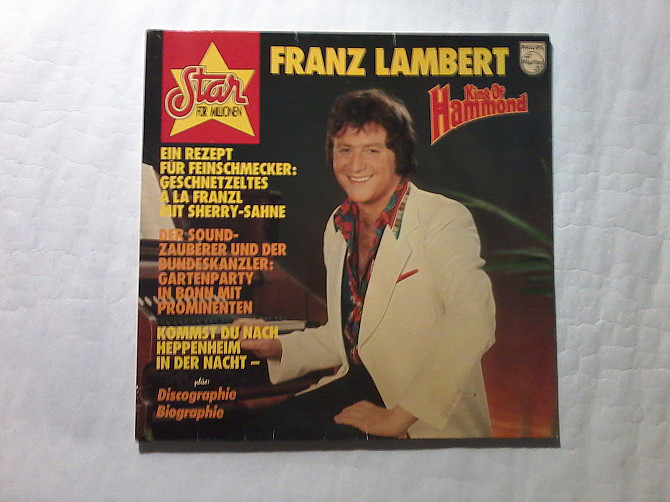 Star
FÜR MILLIONEN
FRANZ LAMBERT
PHILIPS
King Of
Hammond
EIN REZEPT
FÜR FEINSCHMECKER:
GESCHNETZELTES
A LA FRANZL
MIT SHERRY-SAHNE
DER SOUND-
ZAUBERER UND DER
BUNDESKANZLER:
GARTENPARTY
IN BONN MIT
PROMINENTEN
KOMMST DU NACH
HEPPENHEIM
IN DER NACHT –
plus:
Discographie
Biographie